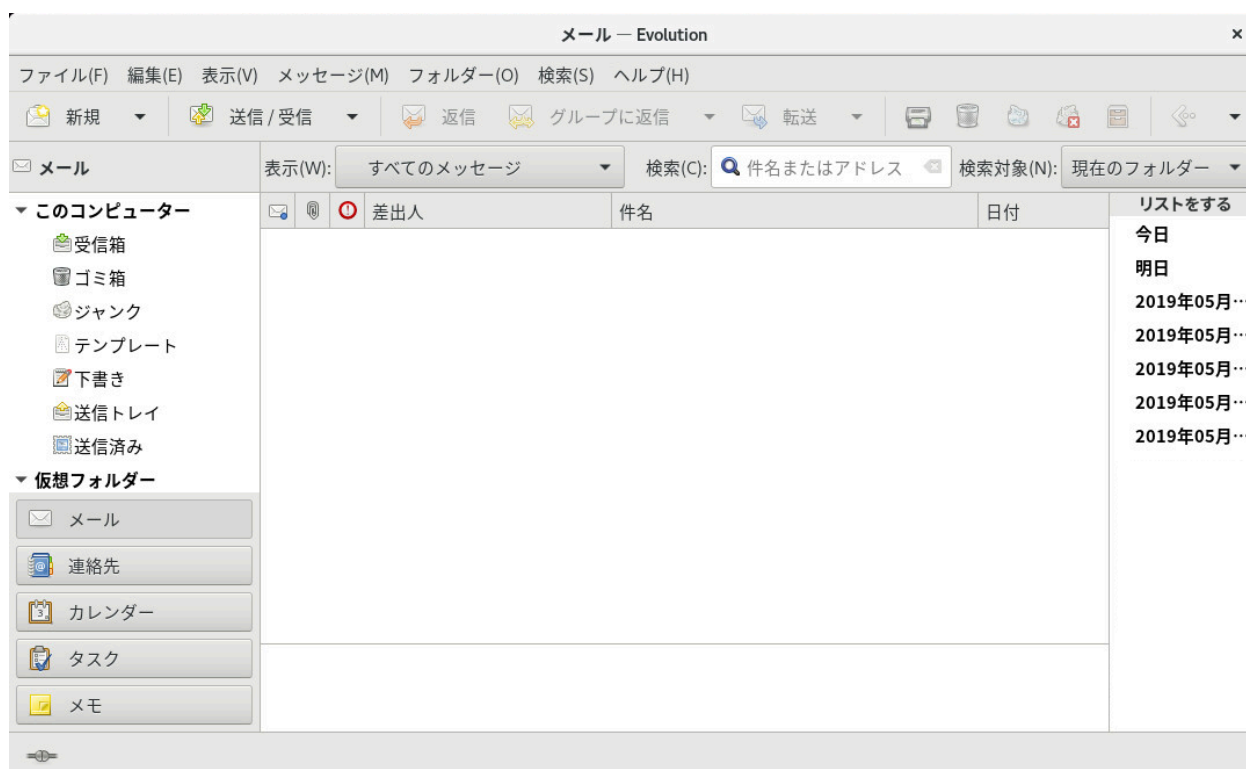 メール — Evolution
ファイル(F) 編集(E) 表示(V) メッセージ(M) フォルダー(O) 検索(S) ヘルプ(H)
新規 送信 / 受信 返信 グループに返信 転送
メール 表示(W): すべてのメッセージ 検索(C): 件名またはアドレス 検索対象(N): 現在のフォルダー
このコンピューター
受信箱
ゴミ箱
ジャンク
テンプレート
下書き
送信トレイ
送信済み
仮想フォルダー
メール
連絡先
カレンダー
タスク
メモ
差出人 件名 日付
リストをする
今日
明日
2019年05月…
2019年05月…
2019年05月…
2019年05月…
2019年05月…